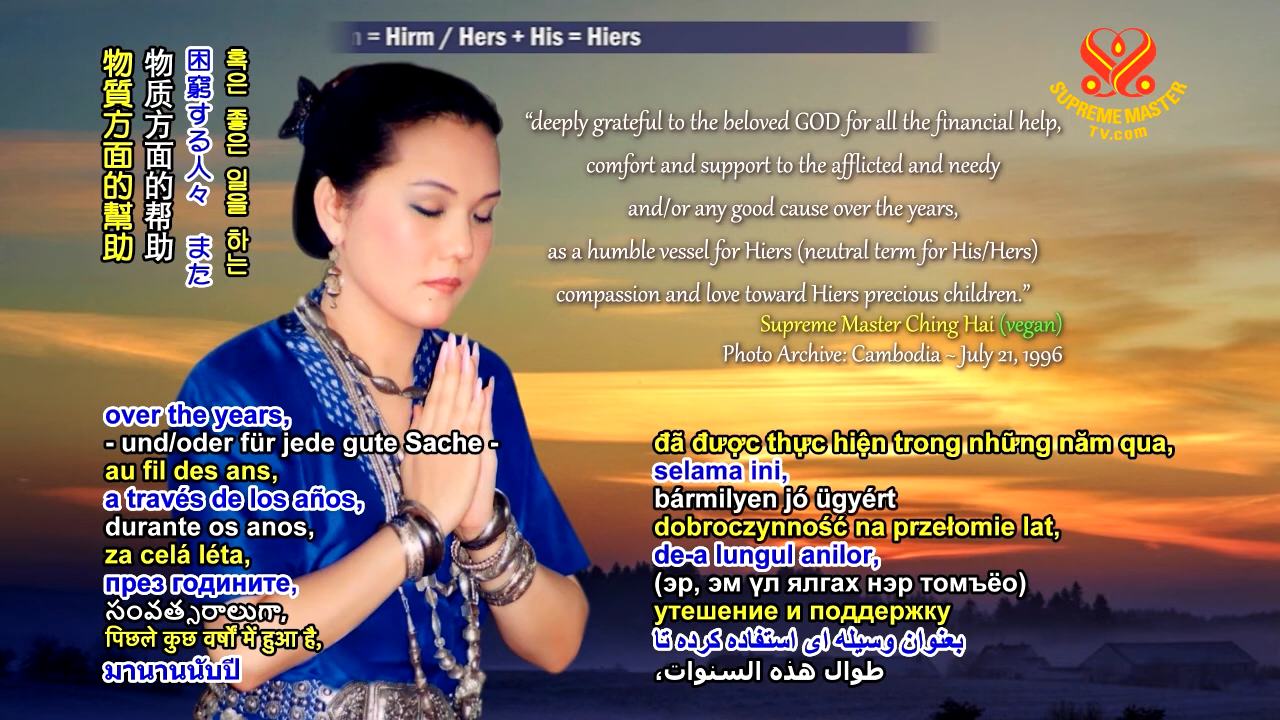 = Hirm / Hers + His = Hiers
SUPREME MASTER
TV.com
物質方面的幫助
物质方面的帮助
困窮する人々 また
혹은 좋은 일을 하는
“deeply grateful to the beloved GOD for all the financial help,
comfort and support to the afflicted and needy
and/or any good cause over the years,
as a humble vessel for Hiers (neutral term for His/Hers)
compassion and love toward Hiers precious children.”
Supreme Master Ching Hai (vegan)
Photo Archive: Cambodia ~ July 21, 1996
over the years,
- und/oder für jede gute Sache -
au fil des ans,
a través de los años,
durante os anos,
za celá léta,
през годините,
సంవత్సరాలుగా,
पिछले कुछ वर्षों में हुआ है,
มานานนับปี
đã được thực hiện trong những năm qua,
selama ini,
bármilyen jó ügyért
dobroczynność na przełomie lat,
de-a lungul anilor,
(эр, эм үл ялгах нэр томъёо)
утешение и поддержку
بعنوان وسیله ای استفاده کرده تا
طوال هذه السنوات،